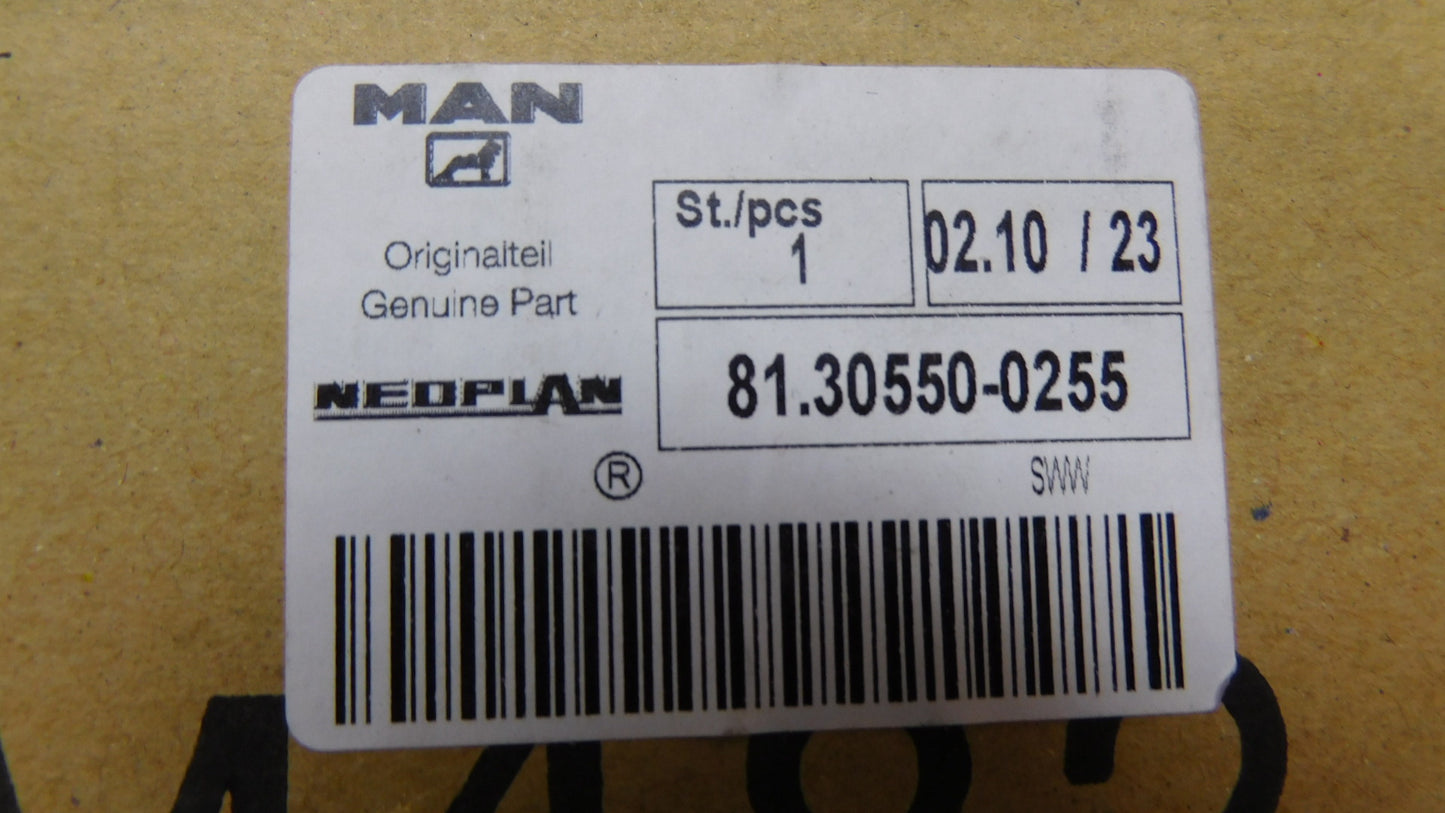 MAN
Originalteil
Genuine Part
NEOPLAN
®
St./pcs
1
02.10 / 23
81.30550-0255
SWW